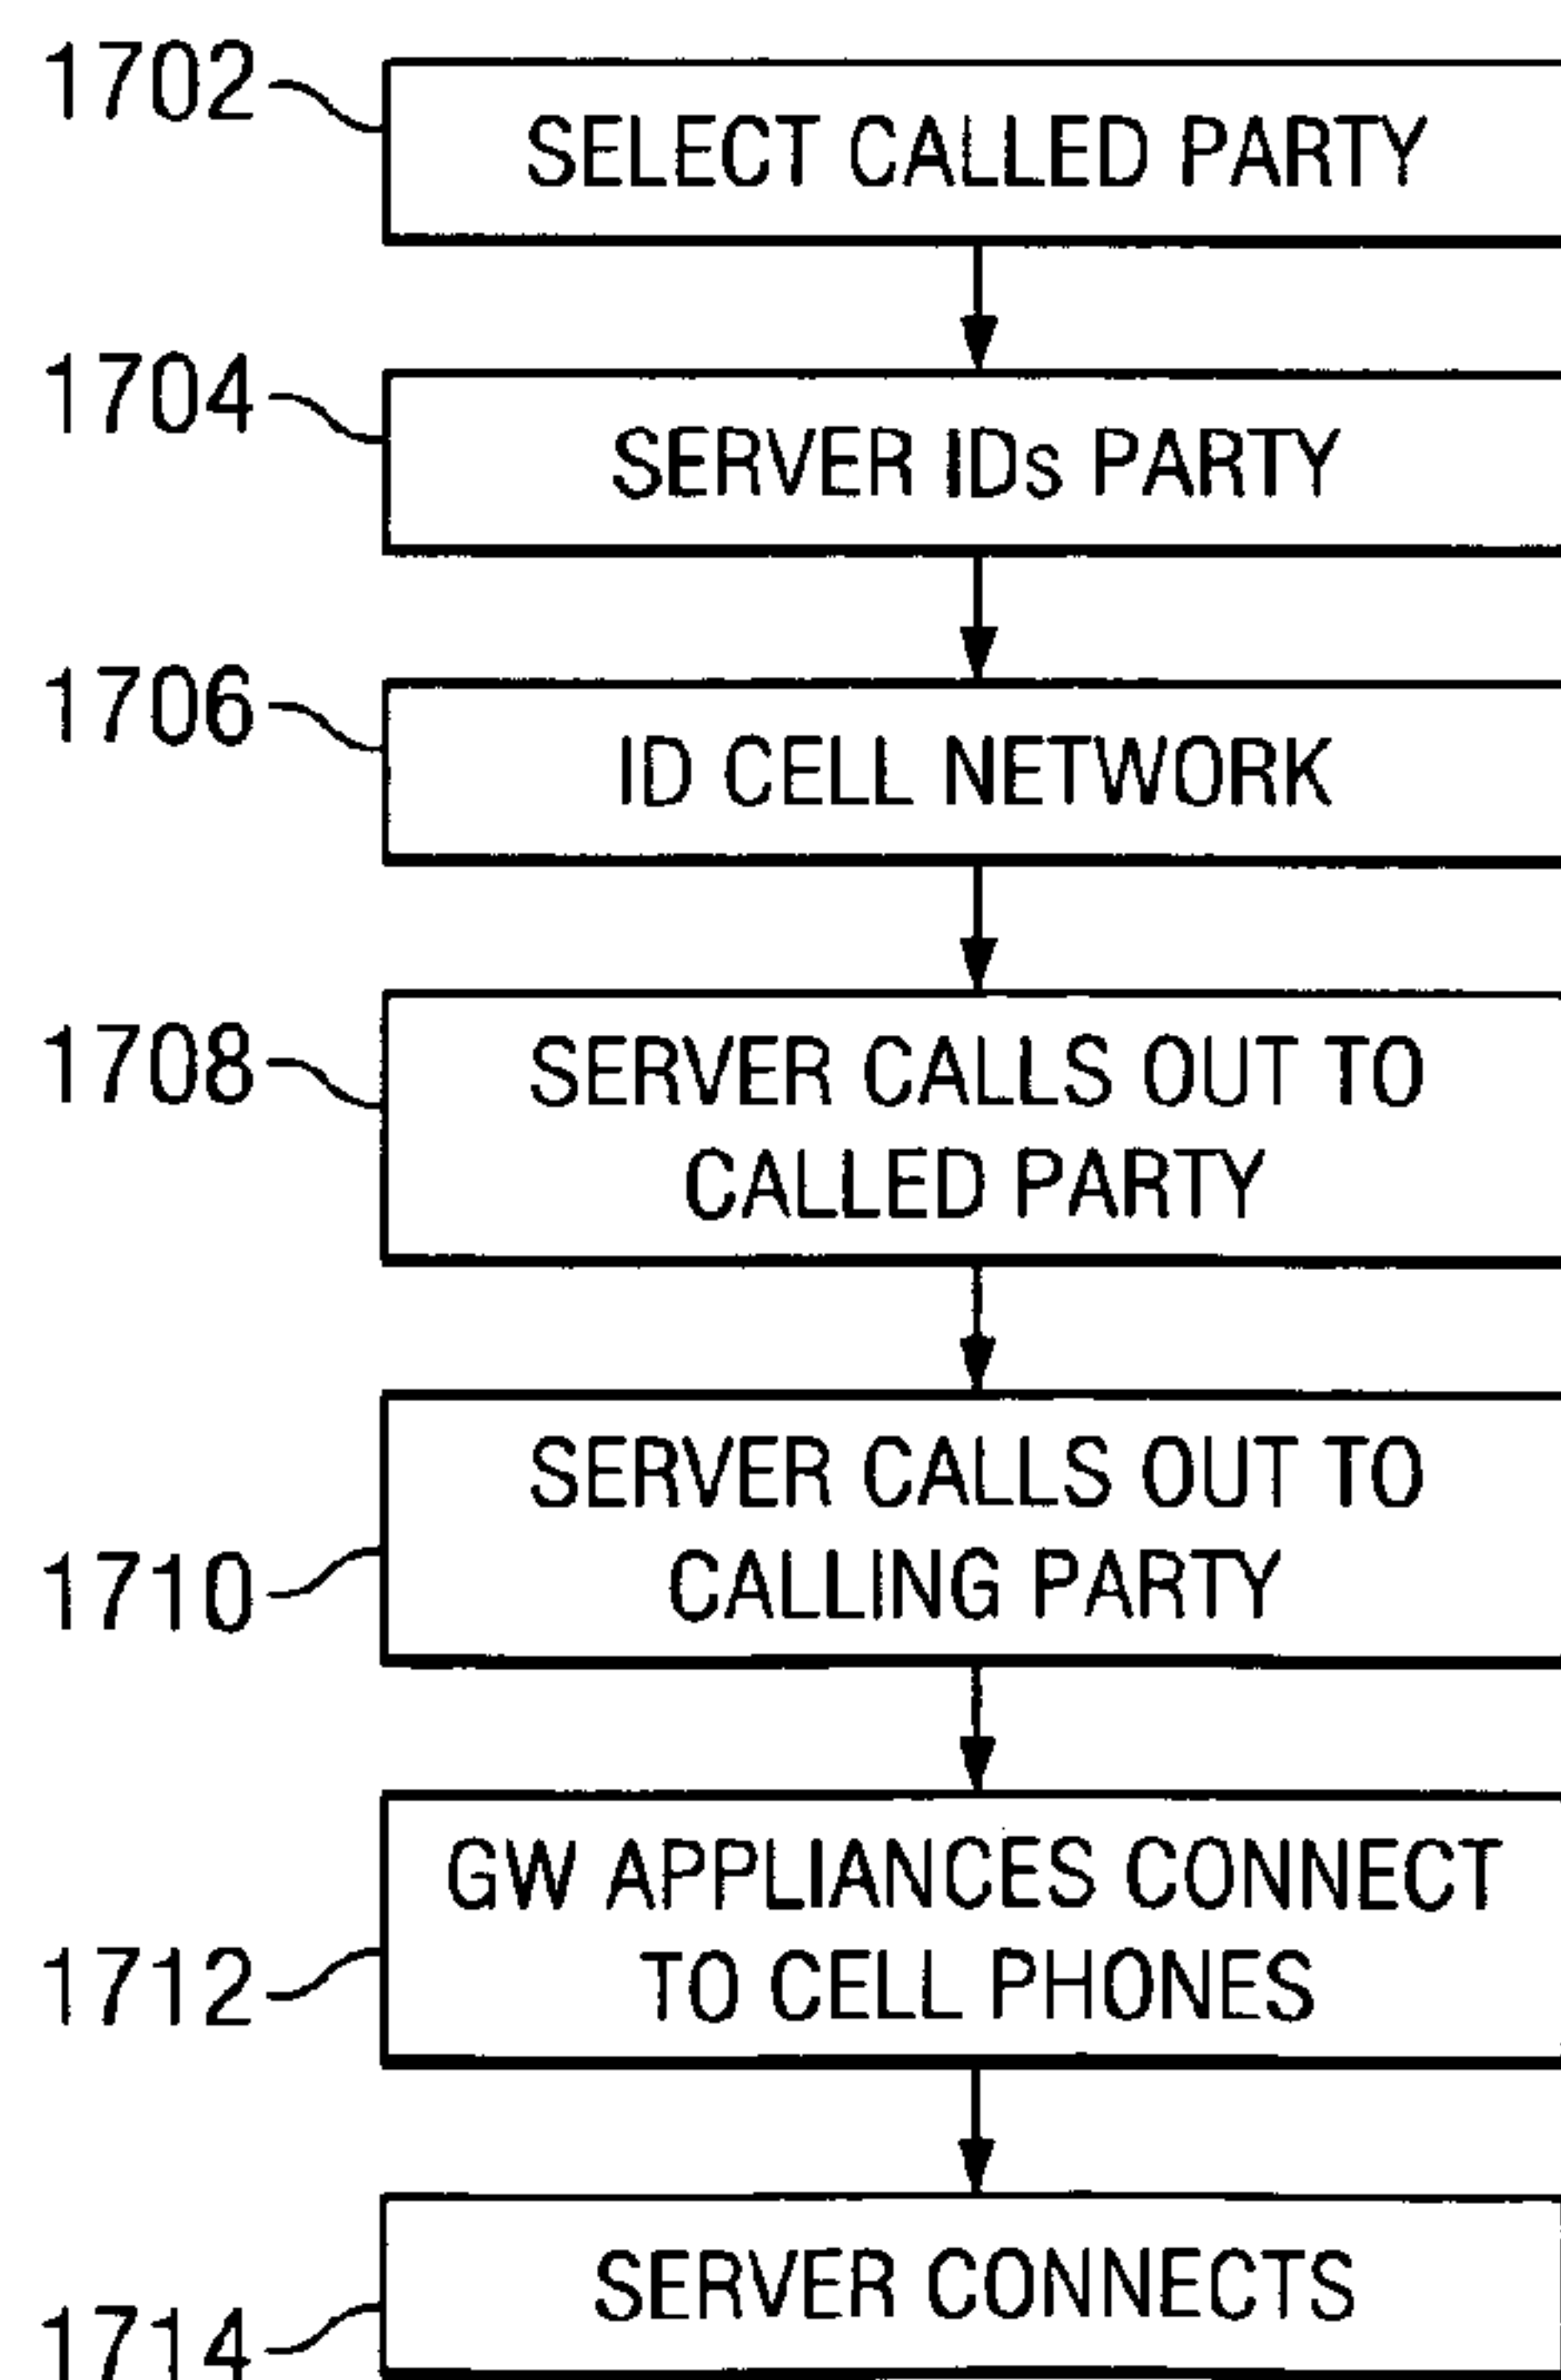 1702
SELECT CALLED PARTY
1704
SERVER IDs PARTY
1706
ID CELL NETWORK
1708
SERVER CALLS OUT TO
CALLED PARTY
SERVER CALLS OUT TO
CALLING PARTY
1710
GW APPLIANCES CONNECT
TO CELL PHONES
1712
SERVER CONNECTS
1714